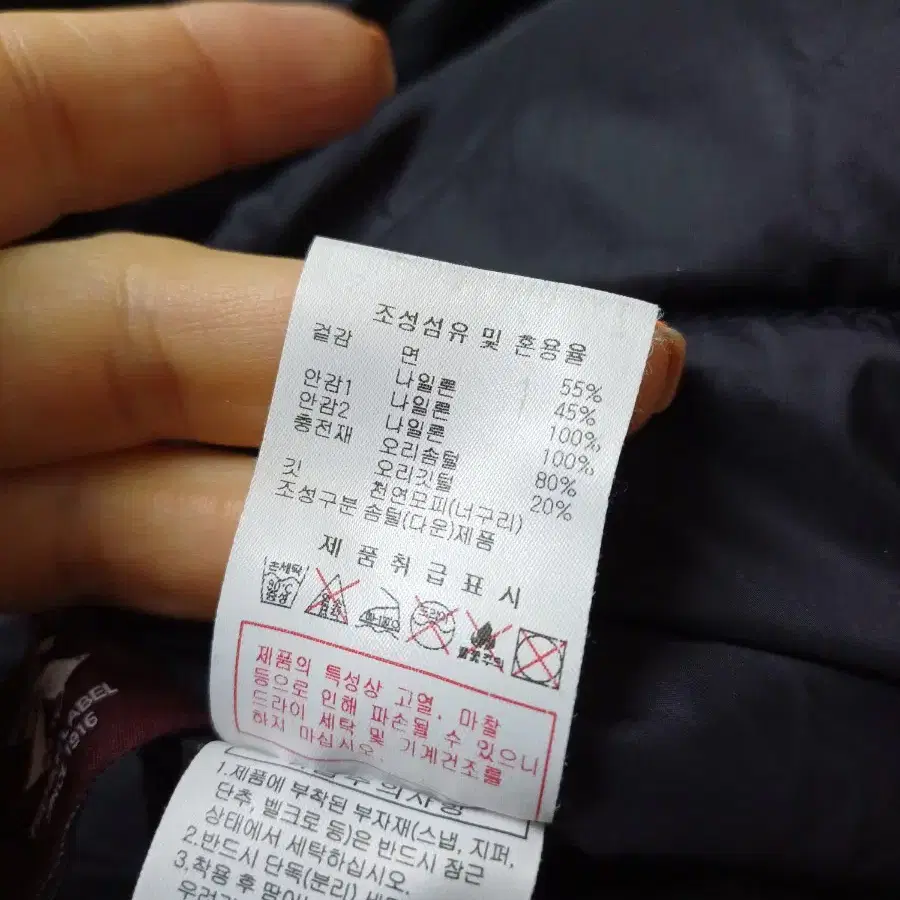 조성섬유 및 혼용율
겉감 면 55%
나일론 45%
안감1 나일론 100%
안감2 나일론 100%
충전재 오리솜털 80%
오리깃털 20%
깃 천연모피(너구리)
조성구분 솜털(다운)제품
제 품 취 급 표 시
손세탁
중성
염소
드라이
제품의 특성상 고열, 마찰
등으로 인해 파손될 수 있으니
드라이 세탁 및 기계건조를
하지 마십시오.
1.제품에 부착된 부자재(스냅, 지퍼,
단추, 벨크로 등)은 반드시 잠근
상태에서 세탁하십시오.
2.반드시 단독(분리)
3.착용 후
LABEL
1916